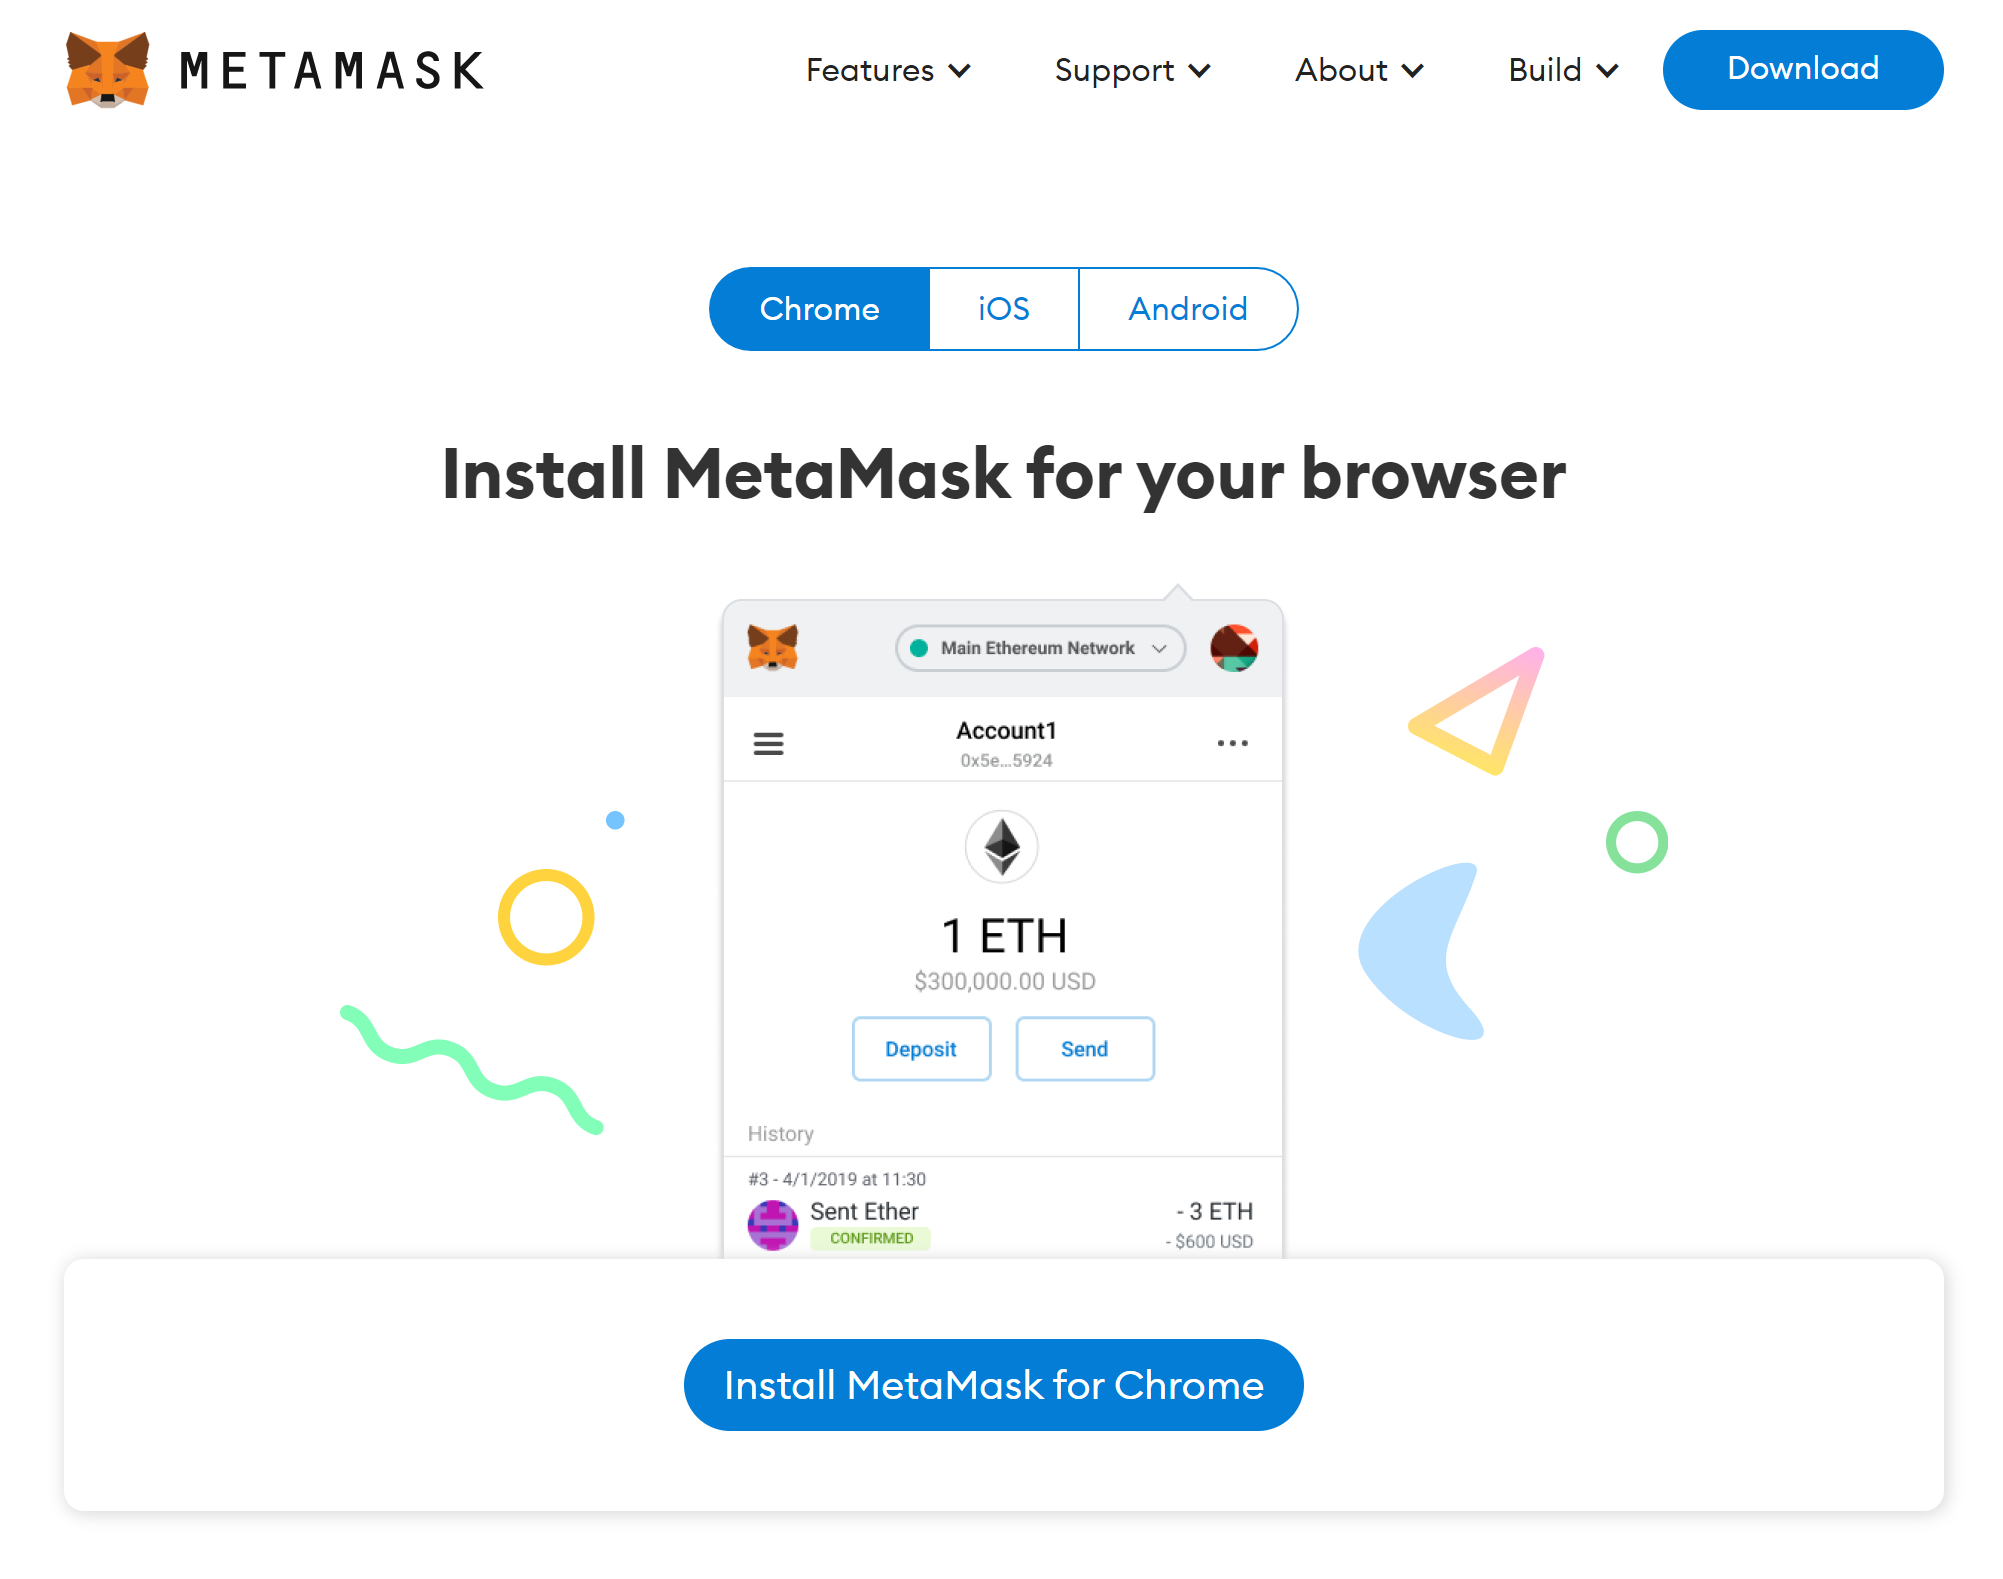 METAMASK
Features
Support
About
Build
Download
Chrome
iOS
Android
Install MetaMask for your browser
Main Ethereum Network
Account1
0x5e...5924
1 ETH
$300,000.00 USD
Deposit
Send
History
#3 - 4/1/2019 at 11:30
Sent Ether
- 3 ETH
CONFIRMED
- $600 USD
Install MetaMask for Chrome